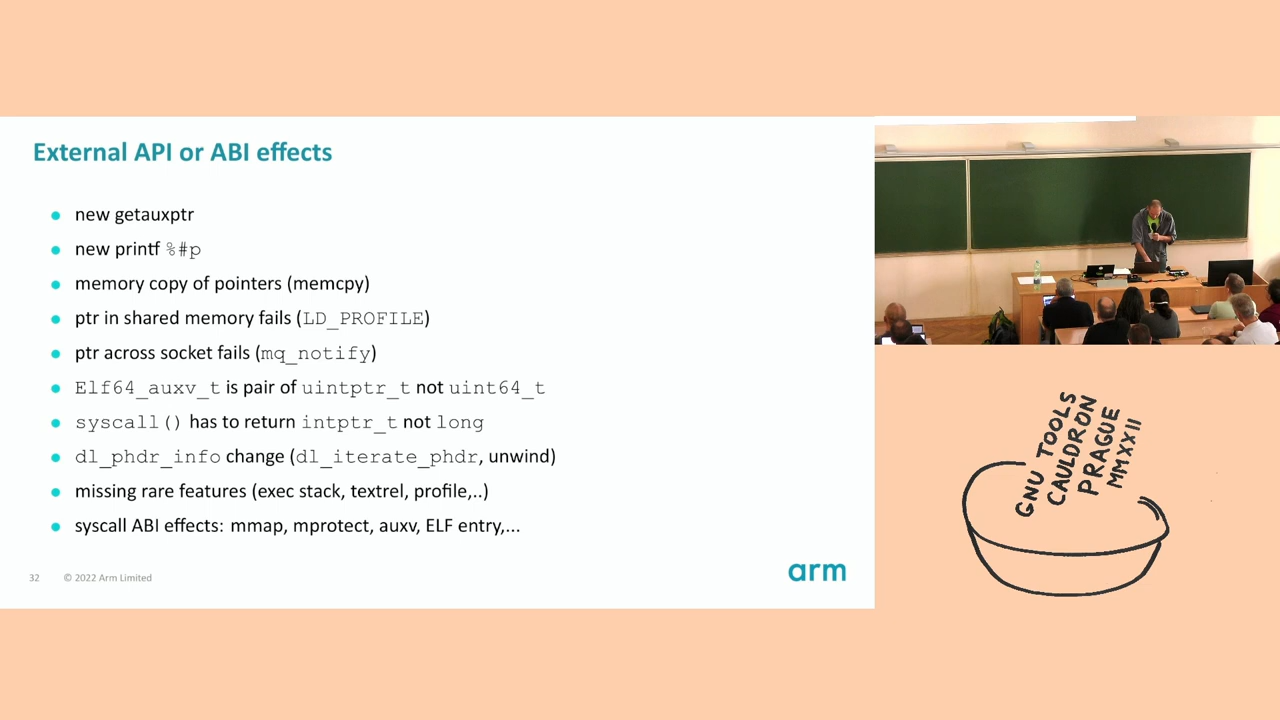 External API or ABI effects
new getauxptr
new printf %#p
memory copy of pointers (memcpy)
ptr in shared memory fails (LD_PROFILE)
ptr across socket fails (mq_notify)
Elf64_auxv_t is pair of uintptr_t not uint64_t
syscall() has to return intptr_t not long
dl_phdr_info change (dl_iterate_phdr, unwind)
missing rare features (exec stack, textrel, profile,..)
syscall ABI effects: mmap, mprotect, auxv, ELF entry,...
32 © 2022 Arm Limited
arm
GNU TOOLS
CAULDRON
PRAGUE
MMXXII